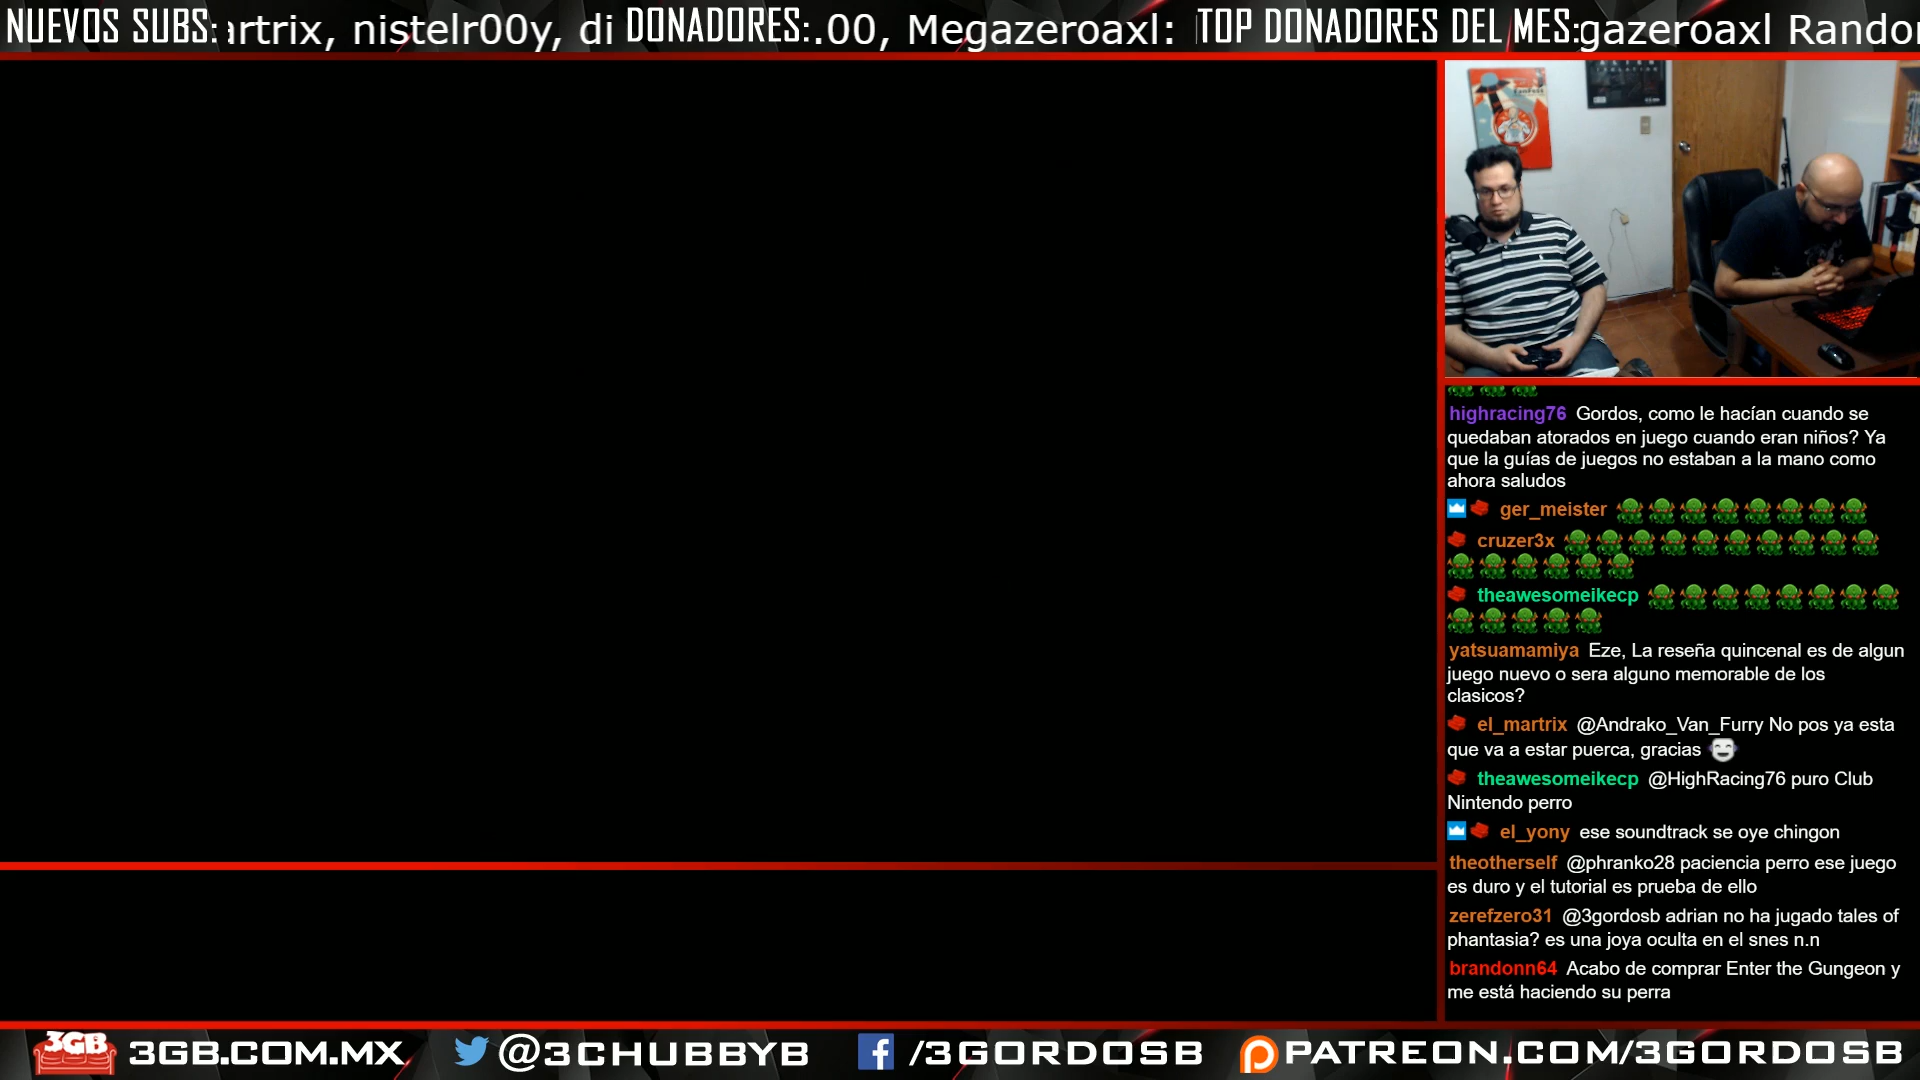 NUEVOS SUBS: artrix, nistelr00y, di DONADORES: .00, Megazeroaxl: TOP DONADORES DEL MES: gazeroaxl Rando
ALIEN
highracing76 Gordos, como le hacían cuando se
quedaban atorados en juego cuando eran niños? Ya
que la guías de juegos no estaban a la mano como
ahora saludos
ger_meister
cruzer3x
theawesomeikecp
yatsuamamiya Eze, La reseña quincenal es de algun
juego nuevo o sera alguno memorable de los
clasicos?
el_martrix @Andrako_Van_Furry No pos ya esta
que va a estar puerca, gracias
theawesomeikecp @HighRacing76 puro Club
Nintendo perro
el_yony ese soundtrack se oye chingon
theotherself @phranko28 paciencia perro ese juego
es duro y el tutorial es prueba de ello
zerefzero31 @3gordosb adrian no ha jugado tales of
phantasia? es una joya oculta en el snes n.n
brandonn64 Acabo de comprar Enter the Gungeon y
me está haciendo su perra
3GB 3GB.COM.MX @3CHUBBYB /3GORDOSB PATREON.COM/3GORDOSB